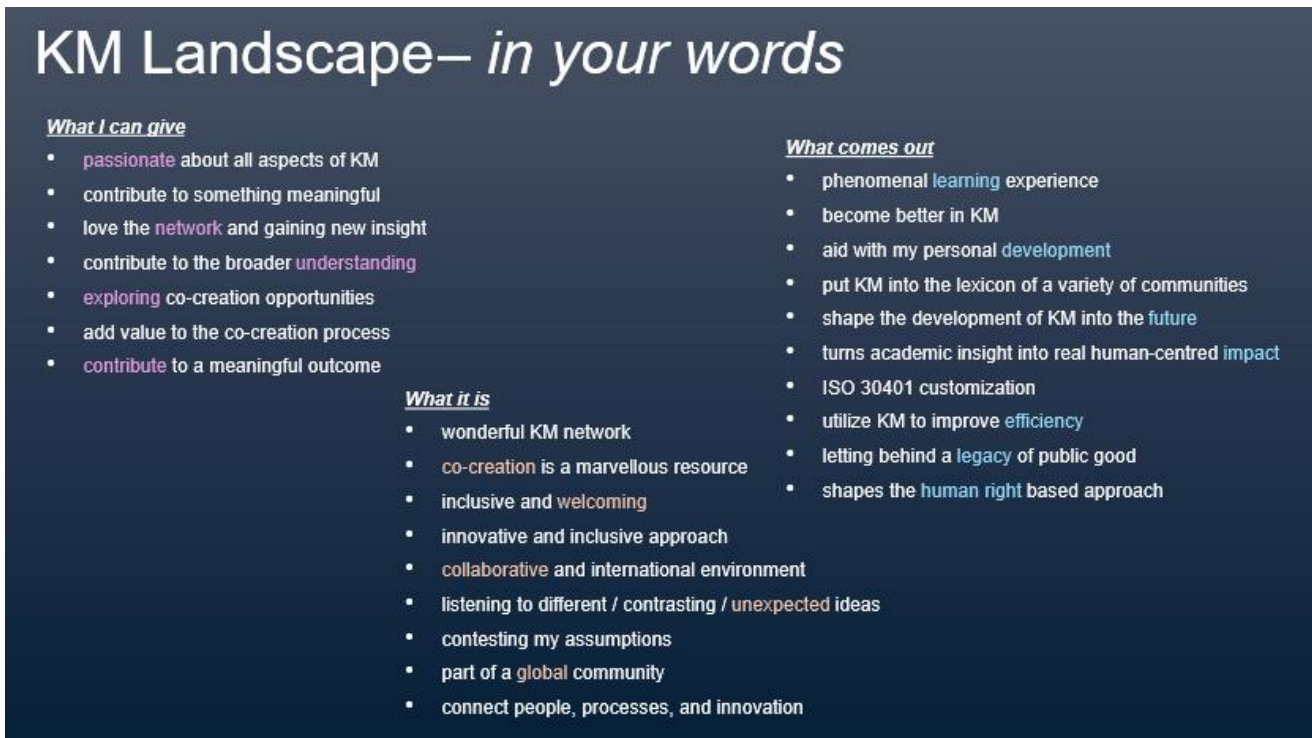 KM Landscape– in your words
What I can give
• passionate about all aspects of KM
• contribute to something meaningful
• love the network and gaining new insight
• contribute to the broader understanding
• exploring co-creation opportunities
• add value to the co-creation process
• contribute to a meaningful outcome
What it is
• wonderful KM network
• co-creation is a marvellous resource
• inclusive and welcoming
• innovative and inclusive approach
• collaborative and international environment
• listening to different / contrasting / unexpected ideas
• contesting my assumptions
• part of a global community
• connect people, processes, and innovation
What comes out
• phenomenal learning experience
• become better in KM
• aid with my personal development
• put KM into the lexicon of a variety of communities
• shape the development of KM into the future
• turns academic insight into real human-centred impact
• ISO 30401 customization
• utilize KM to improve efficiency
• letting behind a legacy of public good
• shapes the human right based approach